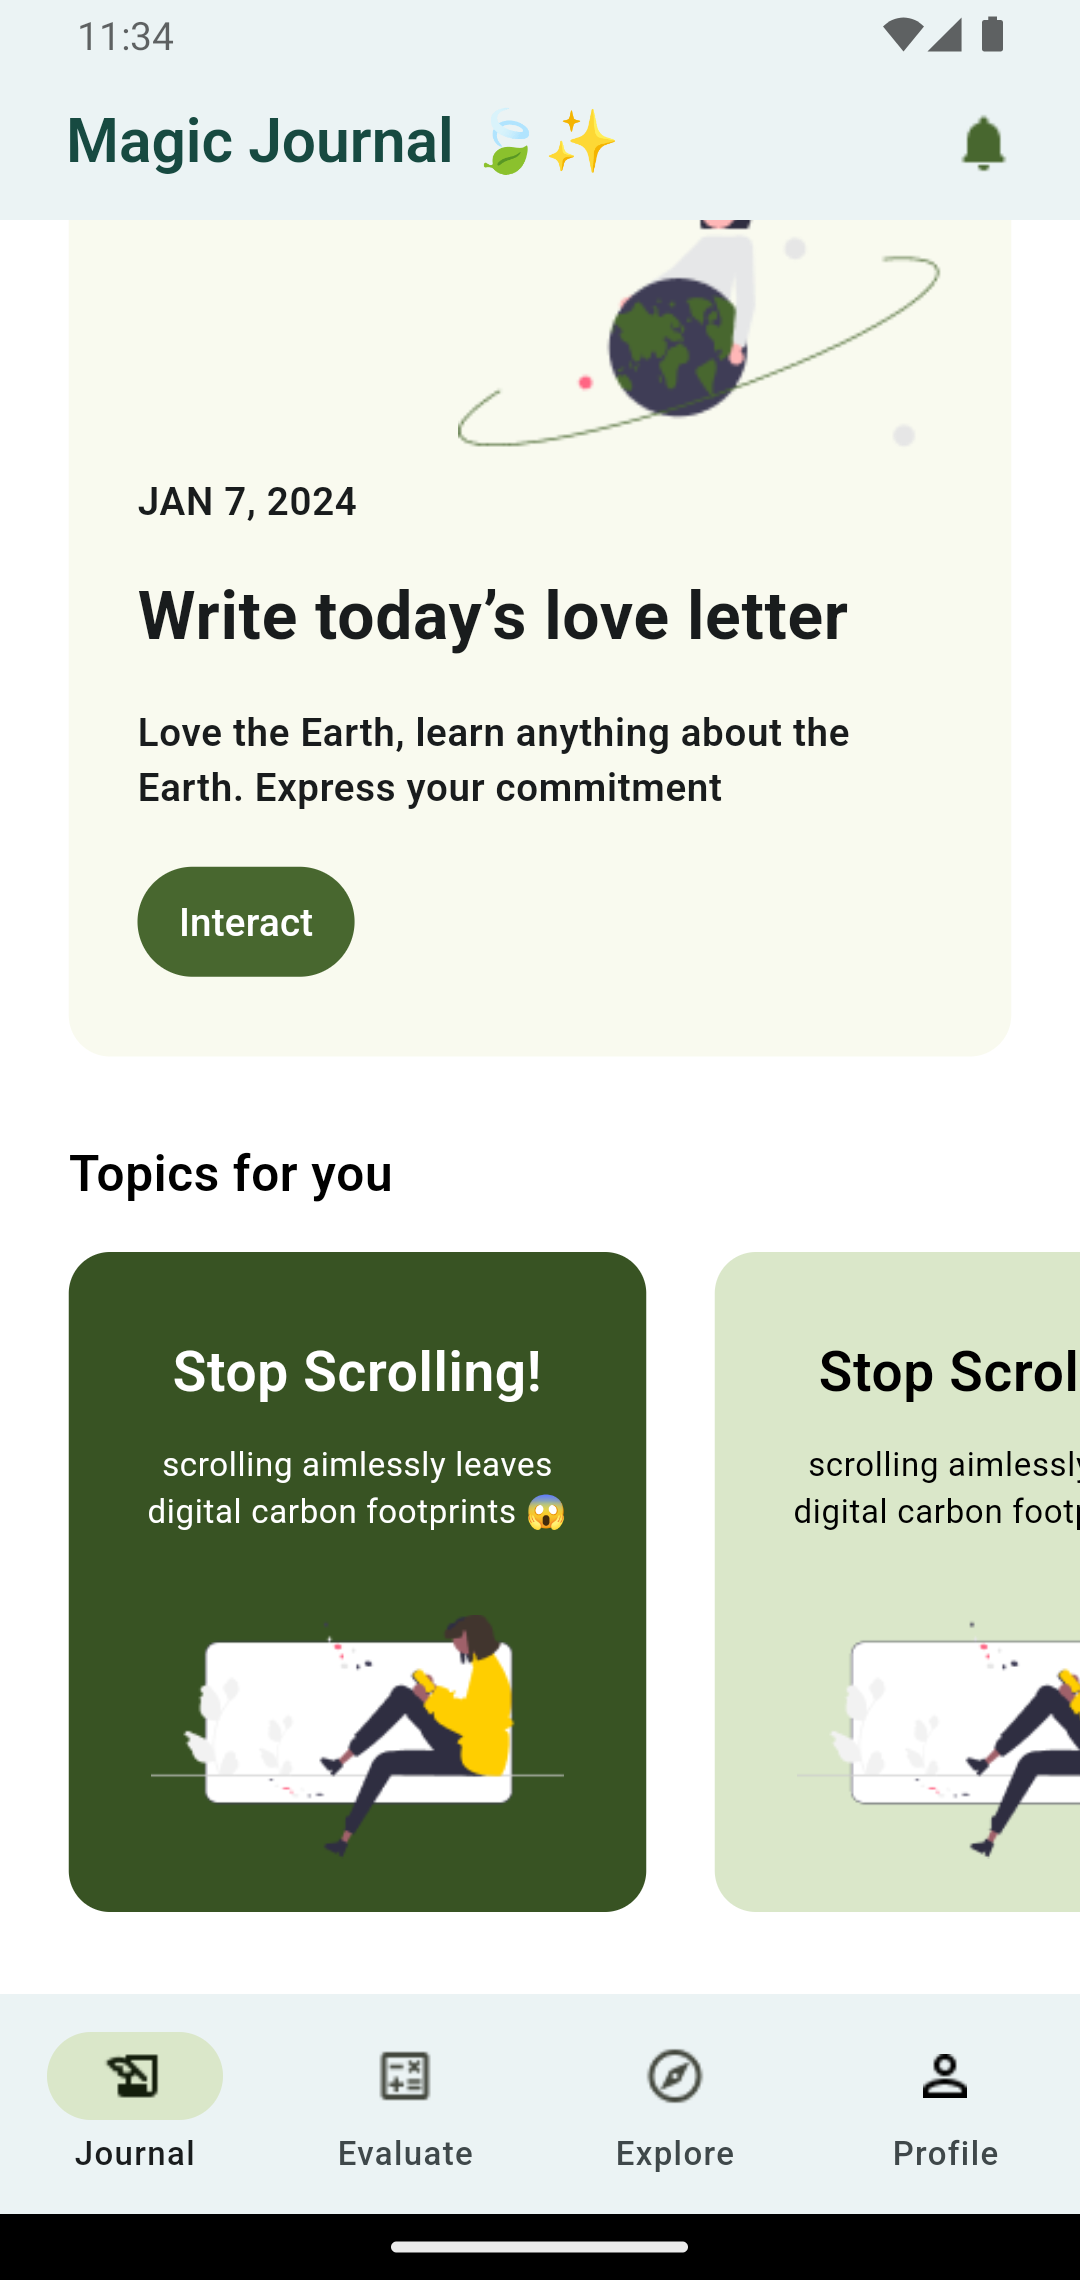 11:34
Magic Journal 🍃✨
JAN 7, 2024
Write today’s love letter
Love the Earth, learn anything about the
Earth. Express your commitment
Interact
Topics for you
Stop Scrolling!
scrolling aimlessly leaves
digital carbon footprints 😱
Stop Scrol
scrolling aimlessly
digital carbon footp
Journal
Evaluate
Explore
Profile